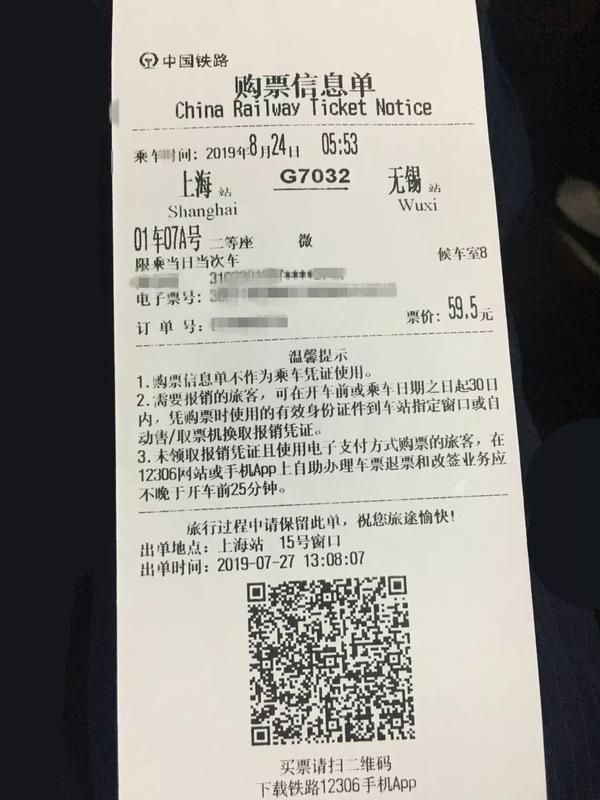 中国铁路
购票信息单
China Railway Ticket Notice
乘车时间：2019年8月24日 05:53
上海站 G7032 无锡站
Shanghai Wuxi
01车07A号 二等座 微 候车室8
限乘当日当次车
电子票号：
订 单 号： 票价：59.5元
温馨提示
1. 购票信息单不作为乘车凭证使用。
2. 需要报销的旅客，可在开车前或乘车日期之日起30日
内，凭购票时使用的有效身份证件到车站指定窗口或自
动售/取票机换取报销凭证。
3. 未领取报销凭证且使用电子支付方式购票的旅客，在
12306网站或手机App上自助办理车票退票和改签业务应
不晚于开车前25分钟。
旅行过程中请保留此单，祝您旅途愉快！
出单地点：上海站 15号窗口
出单时间：2019-07-27 13:08:07
买票请扫二维码
下载铁路12306手机App